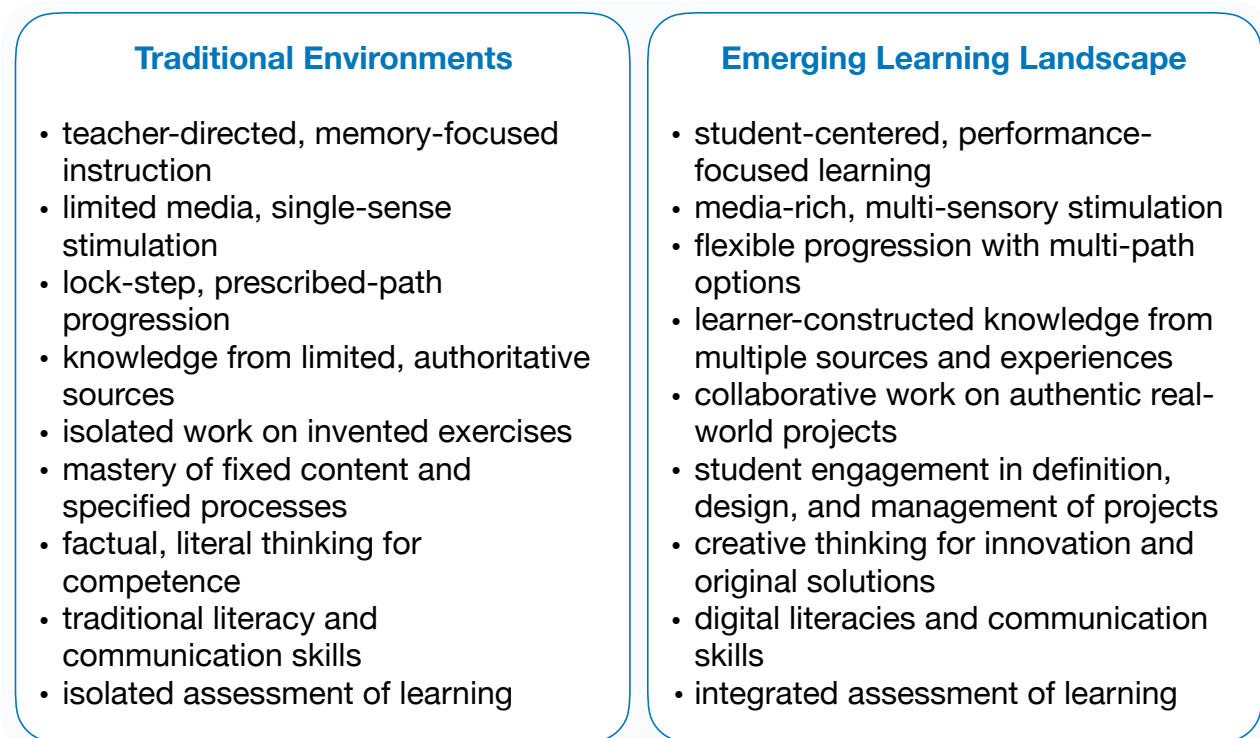 Traditional Environments
• teacher-directed, memory-focused
instruction
• limited media, single-sense
stimulation
• lock-step, prescribed-path
progression
• knowledge from limited, authoritative
sources
• isolated work on invented exercises
• mastery of fixed content and
specified processes
• factual, literal thinking for
competence
• traditional literacy and
communication skills
• isolated assessment of learning
Emerging Learning Landscape
• student-centered, performance-
focused learning
• media-rich, multi-sensory stimulation
• flexible progression with multi-path
options
• learner-constructed knowledge from
multiple sources and experiences
• collaborative work on authentic real-
world projects
• student engagement in definition,
design, and management of projects
• creative thinking for innovation and
original solutions
• digital literacies and communication
skills
• integrated assessment of learning